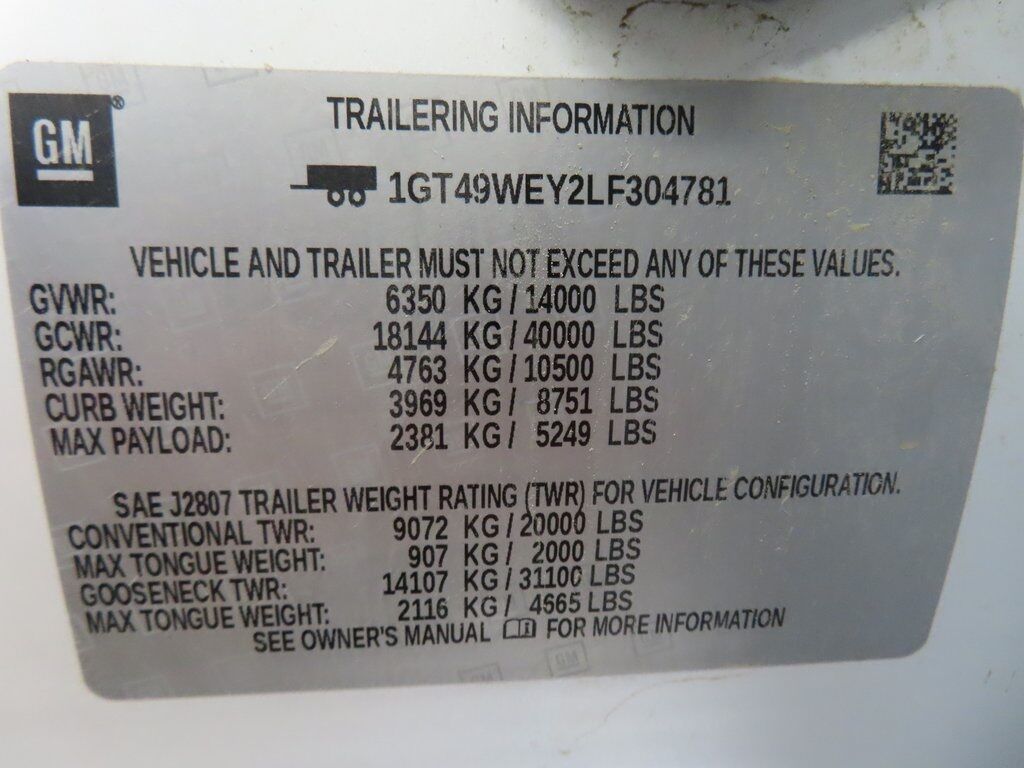 GM®
TRAILERING INFORMATION
1GT49WEY2LF304781
VEHICLE AND TRAILER MUST NOT EXCEED ANY OF THESE VALUES.
GVWR: 6350 KG / 14000 LBS
GCWR: 18144 KG / 40000 LBS
RGAWR: 4763 KG / 10500 LBS
CURB WEIGHT: 3969 KG / 8751 LBS
MAX PAYLOAD: 2381 KG / 5249 LBS
SAE J2807 TRAILER WEIGHT RATING (TWR) FOR VEHICLE CONFIGURATION.
CONVENTIONAL TWR: 9072 KG / 20000 LBS
MAX TONGUE WEIGHT: 907 KG / 2000 LBS
GOOSENECK TWR: 14107 KG / 31100 LBS
MAX TONGUE WEIGHT: 2116 KG / 4665 LBS
SEE OWNER'S MANUAL FOR MORE INFORMATION